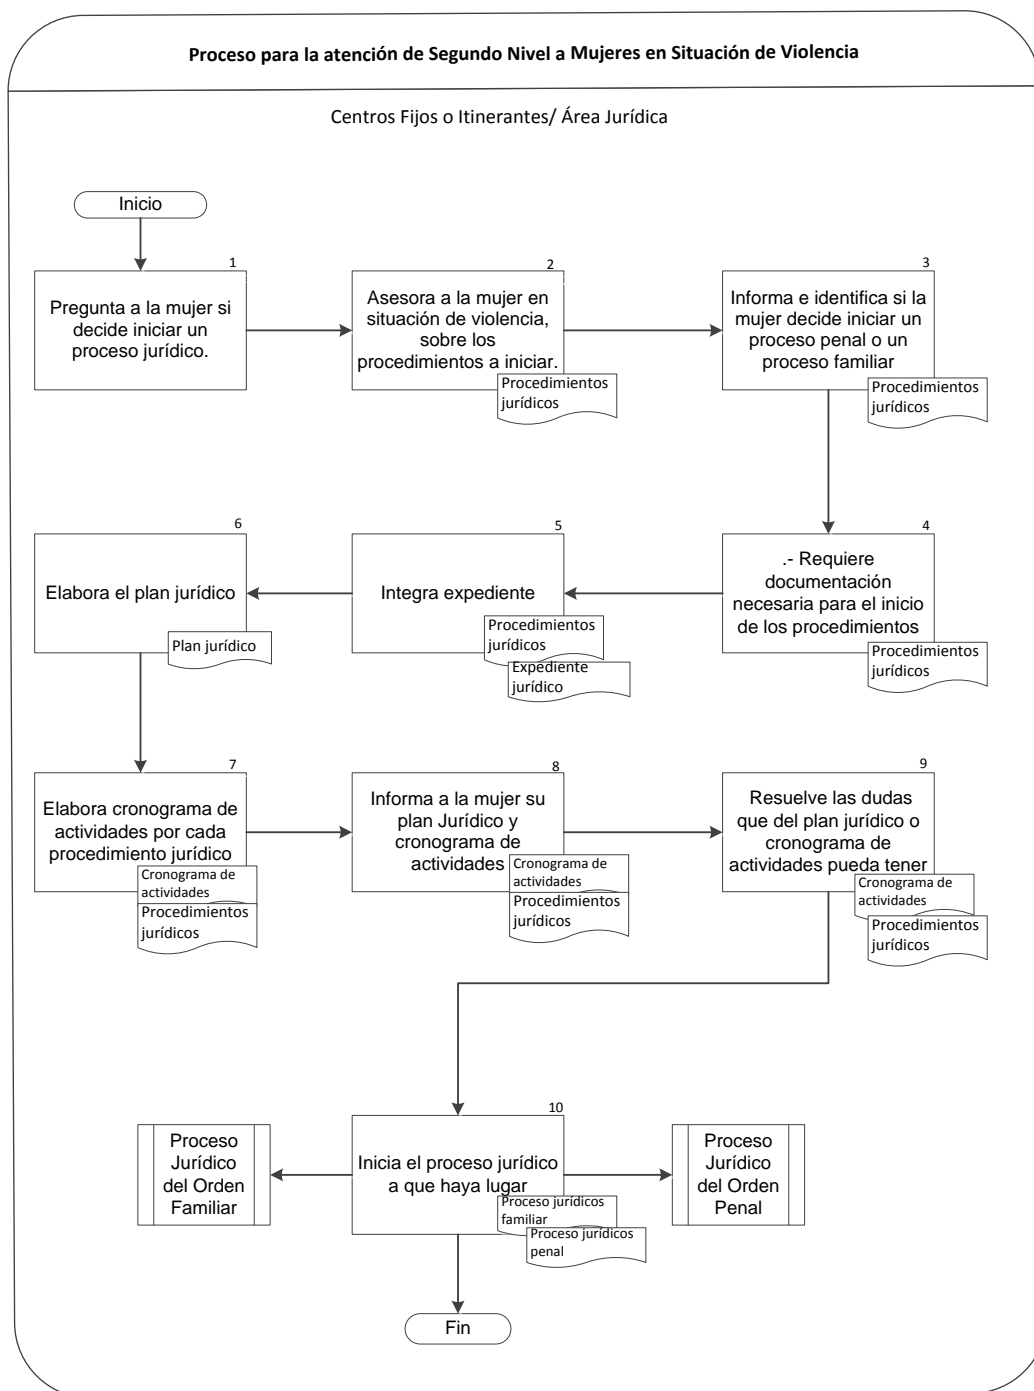 Proceso para la atención de Segundo Nivel a Mujeres en Situación de Violencia
Centros Fijos o Itinerantes/ Área Jurídica
Inicio
1
Pregunta a la mujer si
decide iniciar un
proceso jurídico.
2
Asesora a la mujer en
situación de violencia,
sobre los
procedimientos a iniciar.
Procedimientos
jurídicos
3
Informa e identifica si la
mujer decide iniciar un
proceso penal o un
proceso familiar
Procedimientos
jurídicos
4
.- Requiere
documentación
necesaria para el inicio
de los procedimientos
Procedimientos
jurídicos
5
Integra expediente
Procedimientos
jurídicos
Expediente
jurídico
6
Elabora el plan jurídico
Plan jurídico
7
Elabora cronograma de
actividades por cada
procedimiento jurídico
Cronograma de
actividades
Procedimientos
jurídicos
8
Informa a la mujer su
plan Jurídico y
cronograma de
actividades
Cronograma de
actividades
Procedimientos
jurídicos
9
Resuelve las dudas
que del plan jurídico o
cronograma de
actividades pueda tener
Cronograma de
actividades
Procedimientos
jurídicos
10
Inicia el proceso jurídico
a que haya lugar
Proceso jurídicos
familiar
Proceso jurídicos
penal
Proceso
Jurídico
del Orden
Familiar
Proceso
Jurídico
del Orden
Penal
Fin